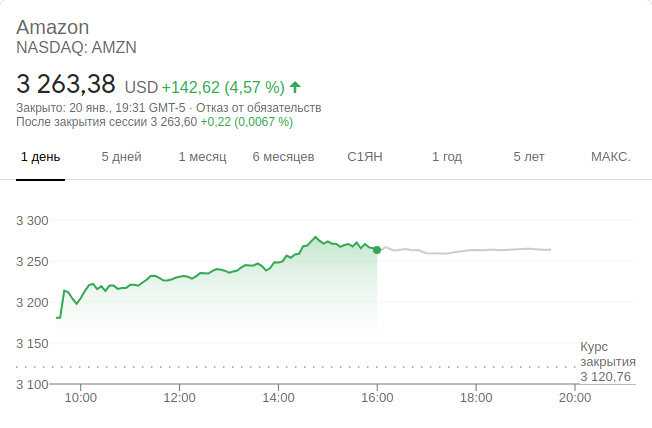 Amazon
NASDAQ: AMZN
3 263,38 USD +142,62 (4,57 %)
Закрыто: 20 янв., 19:31 GMT-5 · Отказ от обязательств
После закрытия сессии 3 263,60 +0,22 (0,0067 %)
1 день 5 дней 1 месяц 6 месяцев С1ЯН 1 год 5 лет МАКС.
3 300
3 250
3 200
3 150
3 100
Курс
закрытия
3 120,76
10:00 12:00 14:00 16:00 18:00 20:00